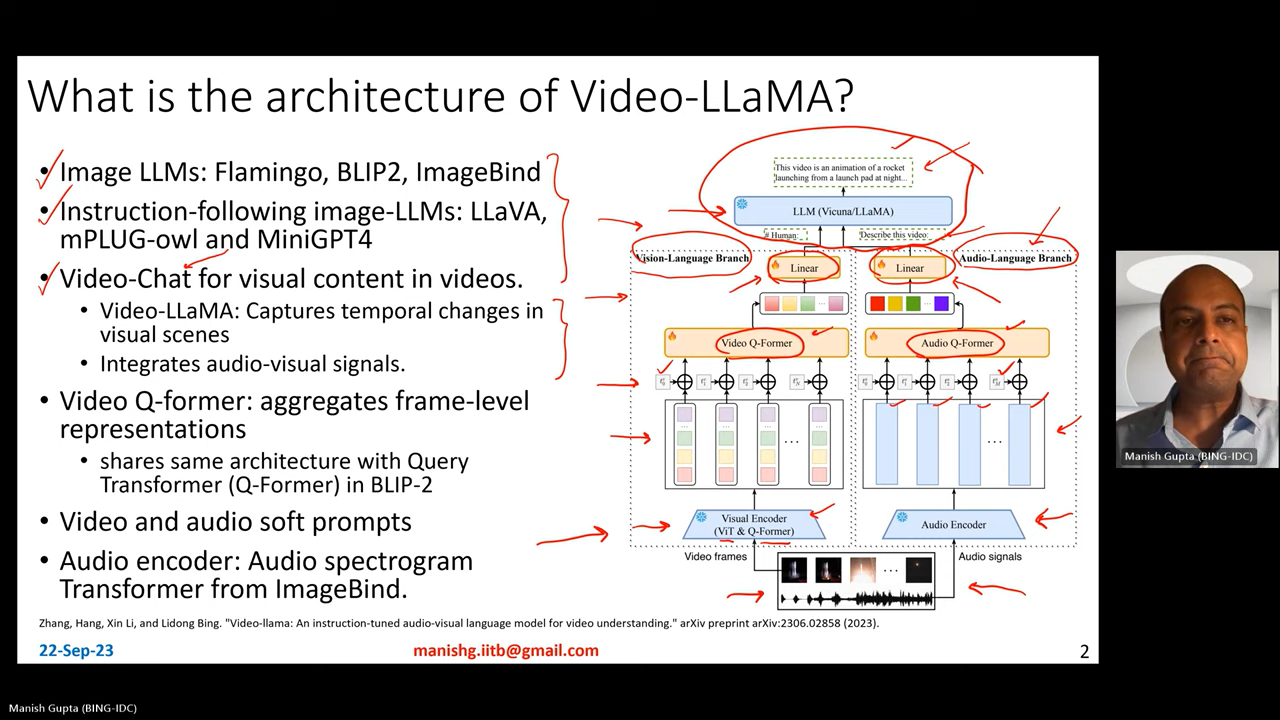 What is the architecture of Video-LLaMA?
• Image LLMs: Flamingo, BLIP2, ImageBind
• Instruction-following image-LLMs: LLaVA,
mPLUG-owl and MiniGPT4
• Video-Chat for visual content in videos.
• Video-LLaMA: Captures temporal changes in
visual scenes
• Integrates audio-visual signals.
• Video Q-former: aggregates frame-level
representations
• shares same architecture with Query
Transformer (Q-Former) in BLIP-2
• Video and audio soft prompts
• Audio encoder: Audio spectrogram
Transformer from ImageBind.
This video is an animation of a rocket
launching from a launch pad at night...
LLM (Vicuna/LLaMA)
# Human:
Describe this video:
Vision-Language Branch
Audio-Language Branch
Linear
Linear
...
...
Video Q-Former
Audio Q-Former
...
...
Visual Encoder
(ViT & Q-Former)
Audio Encoder
Video frames
Audio signals
...
Zhang, Hang, Xin Li, and Lidong Bing. "Video-llama: An instruction-tuned audio-visual language model for video understanding." arXiv preprint arXiv:2306.02858 (2023).
22-Sep-23
manishg.iitb@gmail.com
2
Manish Gupta (BING-IDC)
Manish Gupta (BING-IDC)